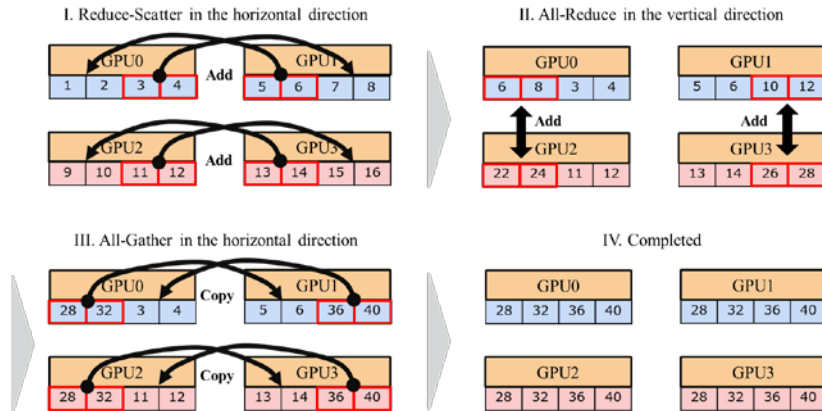 I. Reduce-Scatter in the horizontal direction
GPU0
GPU1
1 2 3 4
Add
5 6 7 8
GPU2
GPU3
9 10 11 12
Add
13 14 15 16
II. All-Reduce in the vertical direction
GPU0
GPU1
6 8 3 4
5 6 10 12
Add
Add
GPU2
GPU3
22 24 11 12
13 14 26 28
III. All-Gather in the horizontal direction
GPU0
GPU1
28 32 3 4
Copy
5 6 36 40
GPU2
GPU3
28 32 11 12
Copy
13 14 36 40
IV. Completed
GPU0
GPU1
28 32 36 40
28 32 36 40
GPU2
GPU3
28 32 36 40
28 32 36 40